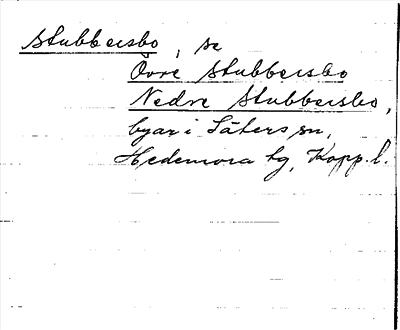 Stubbersbo, se
Övre Stubbersbo
Nedre Stubbersbo,
byar i Säters sn,
Hedemora tg, Kopp. l.